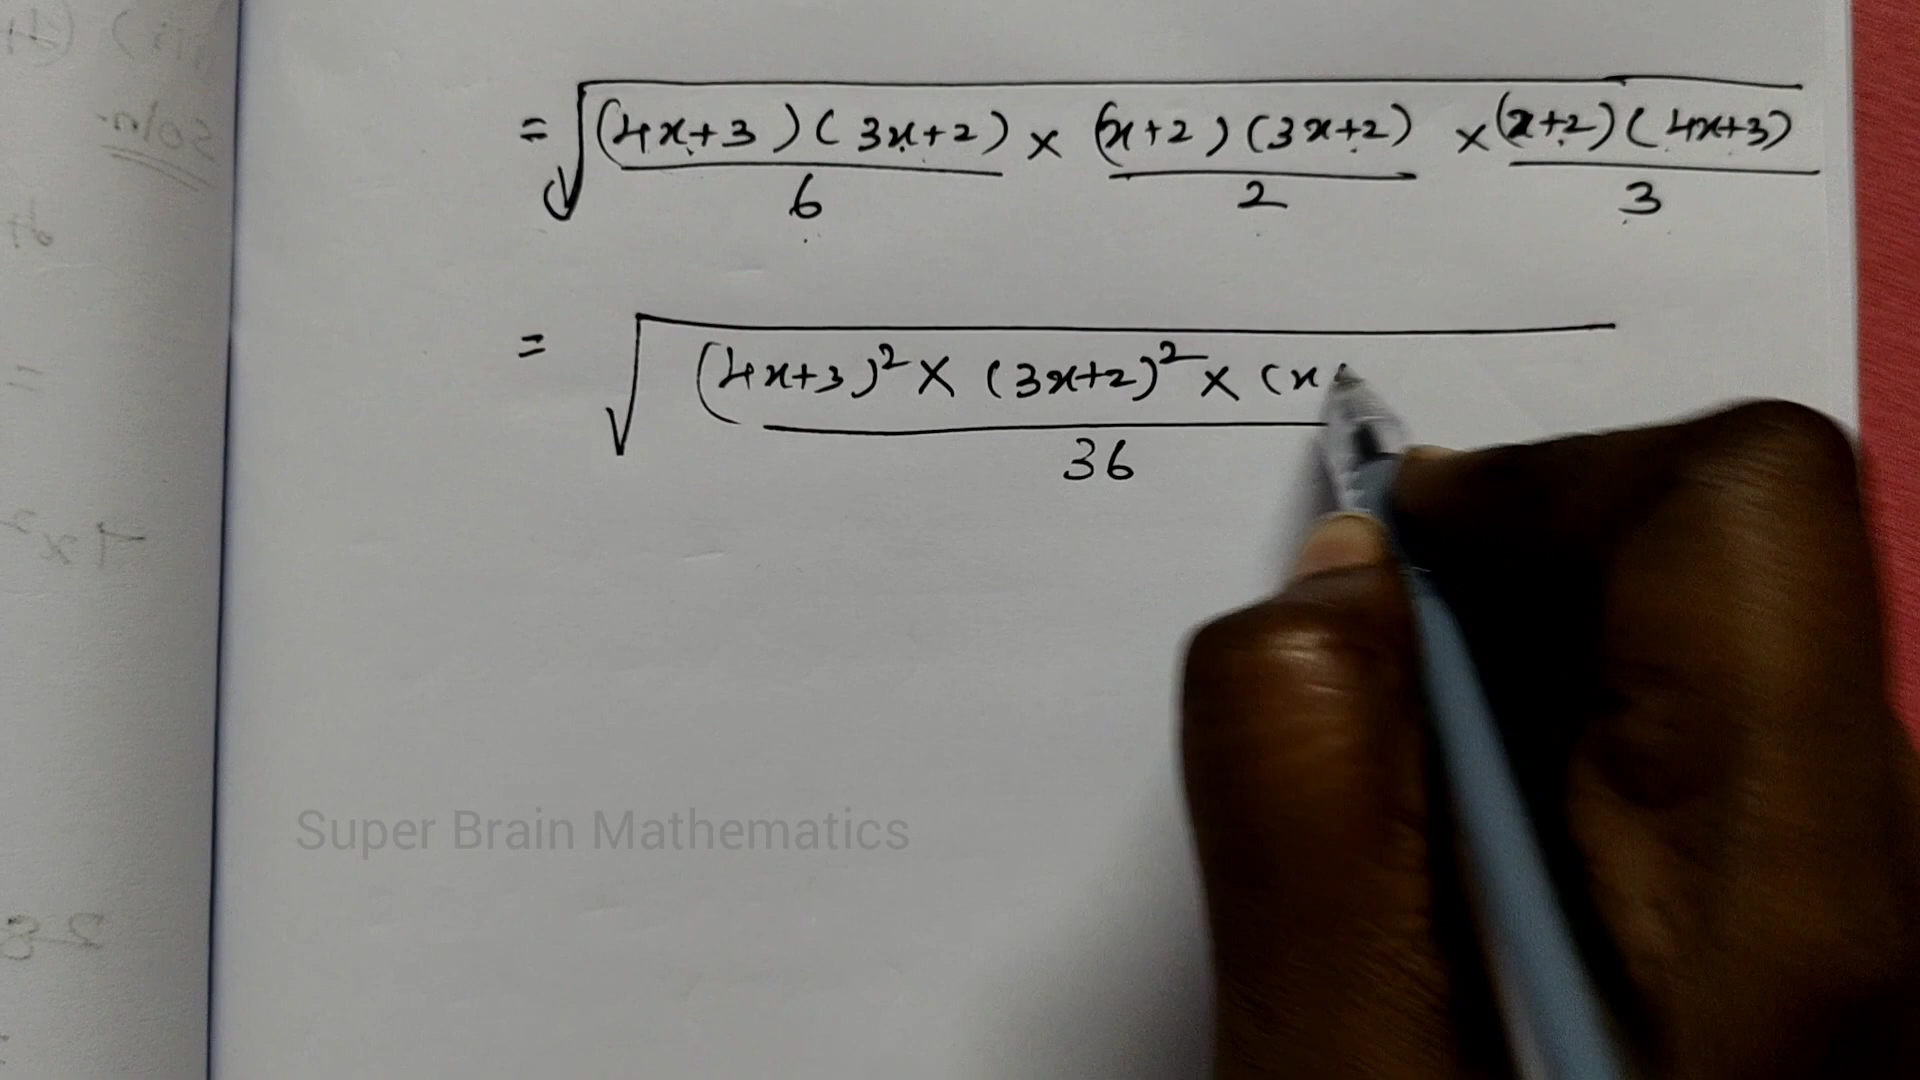 = √((4x+3)(3x+2)/6 × (x+2)(3x+2)/2 × (x+2)(4x+3)/3)
= √((4x+3)² × (3x+2)² × (x/36
Super Brain Mathematics